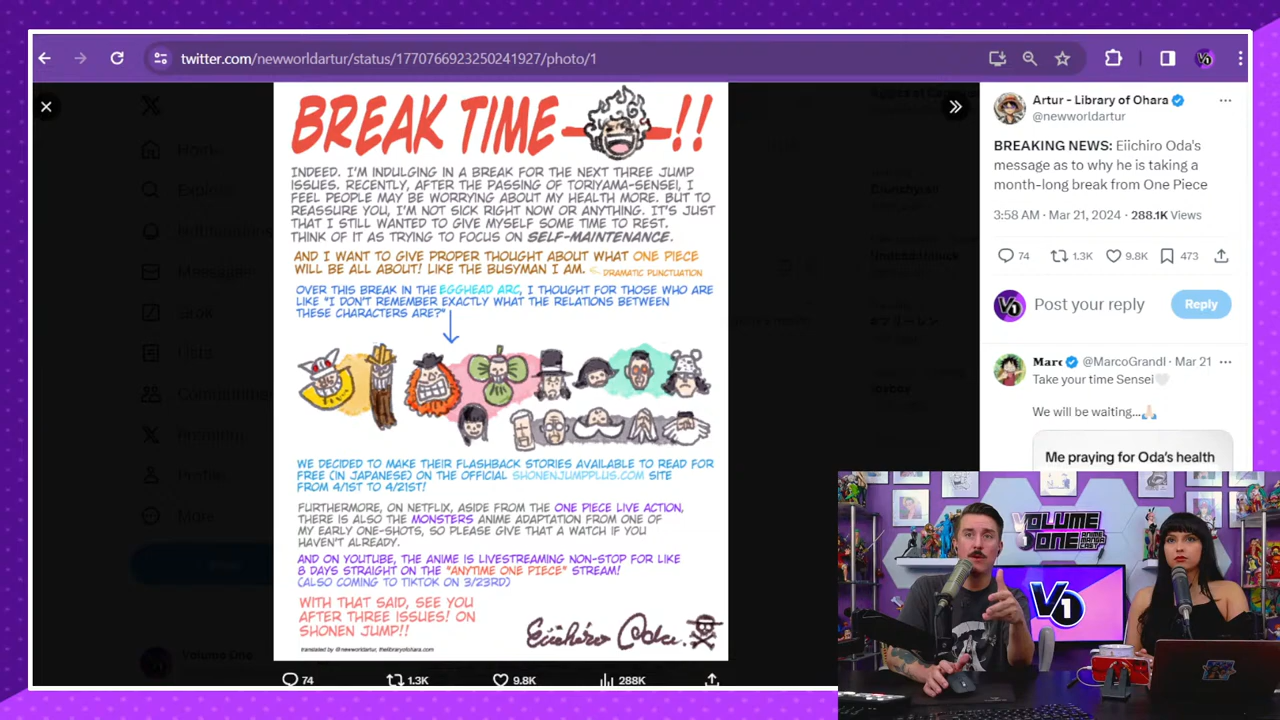 twitter.com/newworldartur/status/1770766923250241927/photo/1
BREAK TIME !!
INDEED. I'M INDULGING IN A BREAK FOR THE NEXT THREE JUMP
ISSUES. RECENTLY, AFTER THE PASSING OF TORIYAMA-SENSEI, I
FEEL PEOPLE MAY BE WORRYING ABOUT MY HEALTH MORE. BUT TO
REASSURE YOU, I'M NOT SICK RIGHT NOW OR ANYTHING. IT'S JUST
THAT I STILL WANTED TO GIVE MYSELF SOME TIME TO REST.
THINK OF IT AS TRYING TO FOCUS ON SELF-MAINTENANCE.
AND I WANT TO GIVE PROPER THOUGHT ABOUT WHAT ONE PIECE
WILL BE ALL ABOUT! LIKE THE BUSYMAN I AM.
DRAMATIC PUNCTUATION
OVER THIS BREAK IN THE EGGHEAD ARC, I THOUGHT FOR THOSE WHO ARE
LIKE "I DON'T REMEMBER EXACTLY WHAT THE RELATIONS BETWEEN
THESE CHARACTERS ARE?"
WE DECIDED TO MAKE THEIR FLASHBACK STORIES AVAILABLE TO READ FOR
FREE (IN JAPANESE) ON THE OFFICIAL SHONENJUMPPLUS.COM SITE
FROM 4/1ST TO 4/21ST!
FURTHERMORE, ON NETFLIX, ASIDE FROM THE ONE PIECE LIVE ACTION,
THERE IS ALSO THE MONSTERS ANIME ADAPTATION FROM ONE OF
MY EARLY ONE-SHOTS, SO PLEASE GIVE THAT A WATCH IF YOU
HAVEN'T ALREADY.
AND ON YOUTUBE, THE ANIME IS LIVESTREAMING NON-STOP FOR LIKE
8 DAYS STRAIGHT ON THE "ANYTIME ONE PIECE" STREAM!
(ALSO COMING TO TIKTOK ON 3/23RD)
WITH THAT SAID, SEE YOU
AFTER THREE ISSUES! ON
SHONEN JUMP!!
Eiichiro Oda.
translated by @newworldartur, thelibraryofohara.com
74 1.3K 9.8K 288K
Artur - Library of Ohara
@newworldartur
BREAKING NEWS: Eiichiro Oda's
message as to why he is taking a
month-long break from One Piece
3:58 AM · Mar 21, 2024 · 288.1K Views
74 1.3K 9.8K 473
Post your reply
Reply
Marc @MarcoGrandI · Mar 21
Take your time Sensei
We will be waiting...
Me praying for Oda's health
Volume One
VOLUME
ONE
ANIME
MANGA
CAST
V1